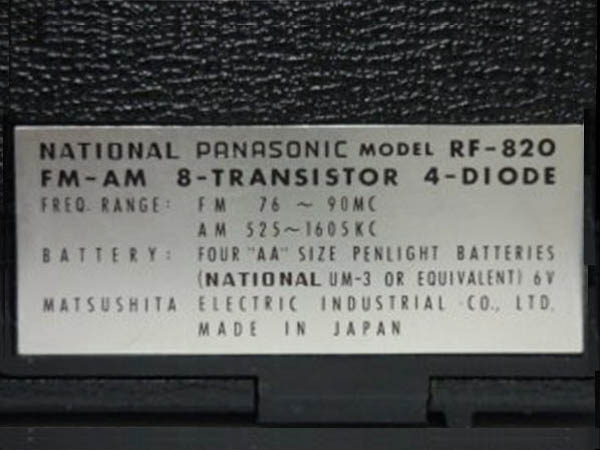 NATIONAL PANASONIC MODEL RF-820
FM-AM 8-TRANSISTOR 4-DIODE
FREQ. RANGE: FM 76 ~ 90MC
AM 525~1605KC
BATTERY: FOUR "AA" SIZE PENLIGHT BATTERIES
(NATIONAL UM-3 OR EQUIVALENT) 6V
MATSUSHITA ELECTRIC INDUSTRIAL CO., LTD.
MADE IN JAPAN